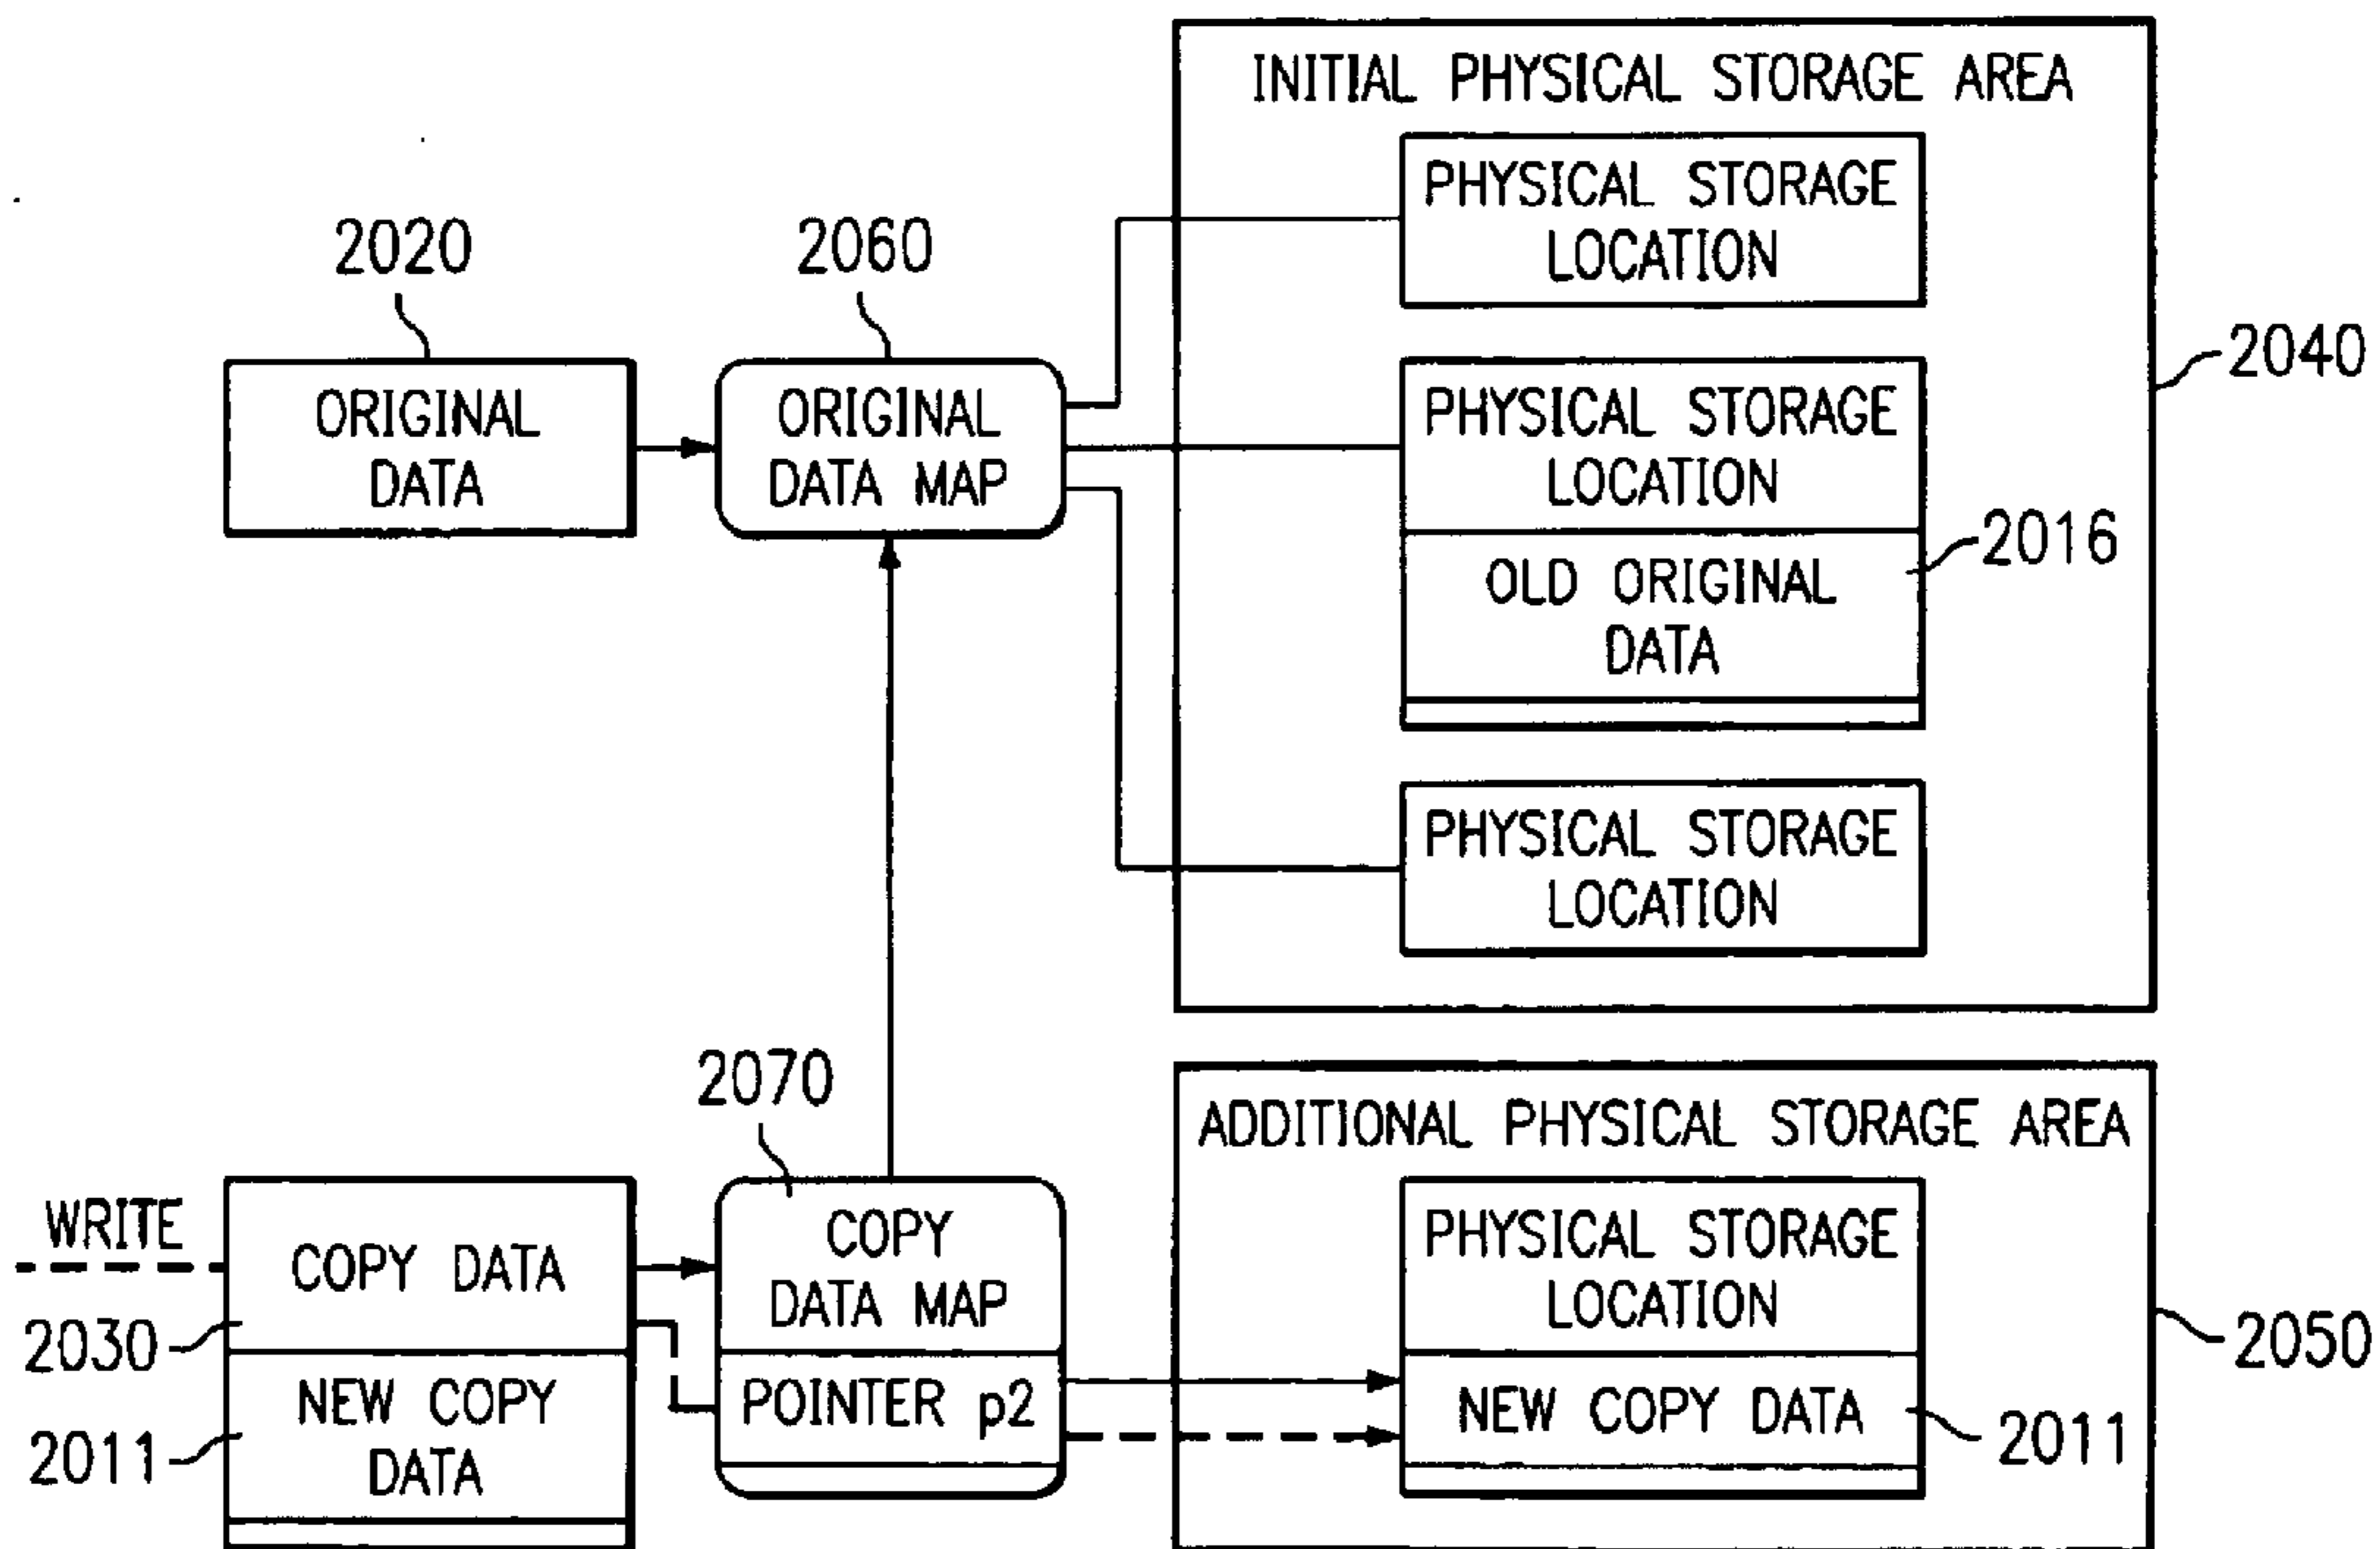 INITIAL PHYSICAL STORAGE AREA
PHYSICAL STORAGE
LOCATION
2020
2060
2040
ORIGINAL
DATA
ORIGINAL
DATA MAP
PHYSICAL STORAGE
LOCATION
2016
OLD ORIGINAL
DATA
PHYSICAL STORAGE
LOCATION
2070
ADDITIONAL PHYSICAL STORAGE AREA
WRITE
COPY DATA
2030
NEW COPY
DATA
2011
COPY
DATA MAP
POINTER p2
PHYSICAL STORAGE
LOCATION
2050
NEW COPY DATA
2011